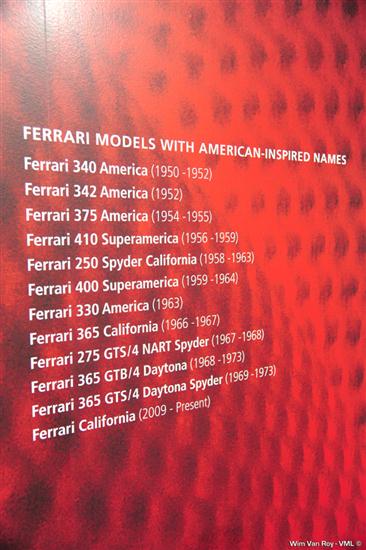 FERRARI MODELS WITH AMERICAN-INSPIRED NAMES
Ferrari 340 America (1950 -1952)
Ferrari 342 America (1952)
Ferrari 375 America (1954 -1955)
Ferrari 410 Superamerica (1956 -1959)
Ferrari 250 Spyder California (1958 -1963)
Ferrari 400 Superamerica (1959 -1964)
Ferrari 330 America (1963)
Ferrari 365 California (1966 -1967)
Ferrari 275 GTS/4 NART Spyder (1967 -1968)
Ferrari 365 GTB/4 Daytona (1968 -1973)
Ferrari 365 GTS/4 Daytona Spyder (1969 -1973)
Ferrari California (2009 - Present)
Wim Van Roy - VML ©